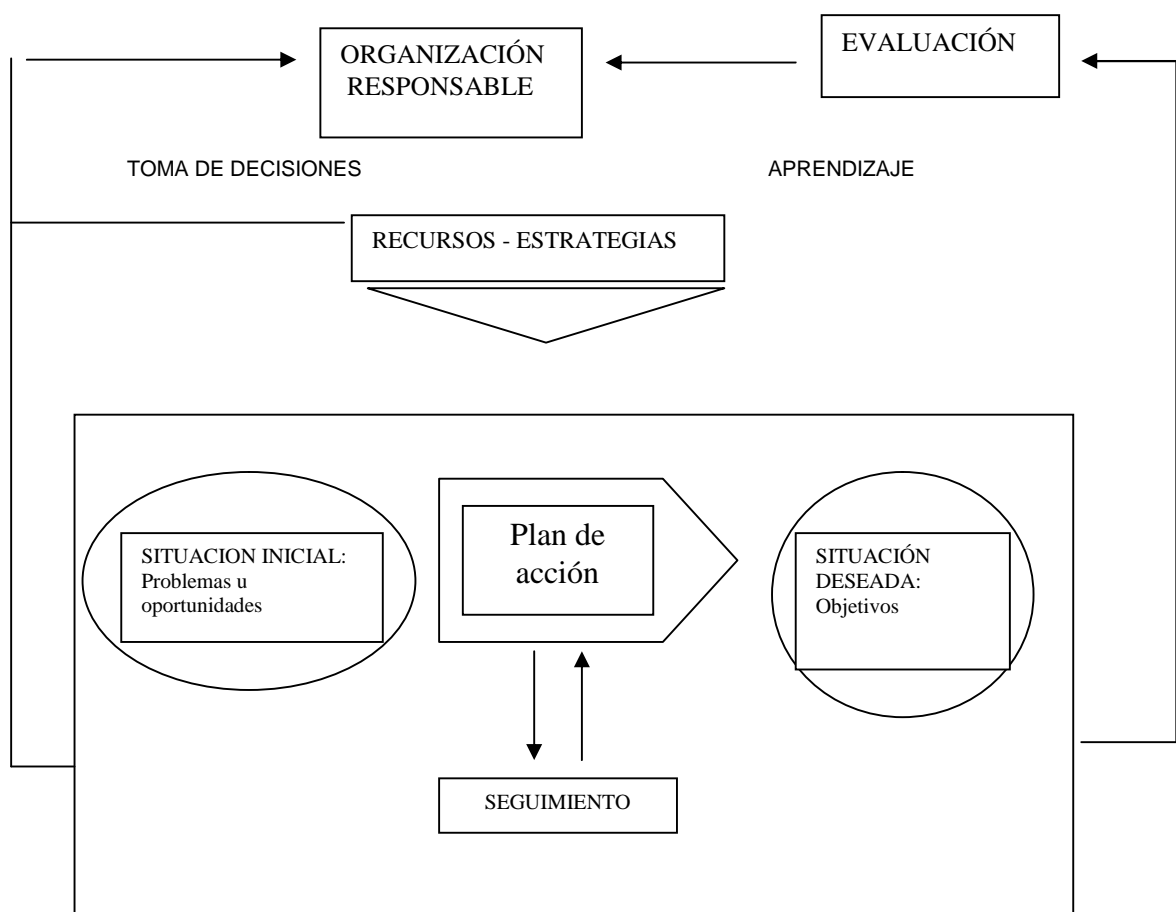 ORGANIZACIÓN
RESPONSABLE
EVALUACIÓN
TOMA DE DECISIONES
APRENDIZAJE
RECURSOS - ESTRATEGIAS
SITUACION INICIAL:
Problemas u
oportunidades
Plan de
acción
SITUACIÓN
DESEADA:
Objetivos
SEGUIMIENTO